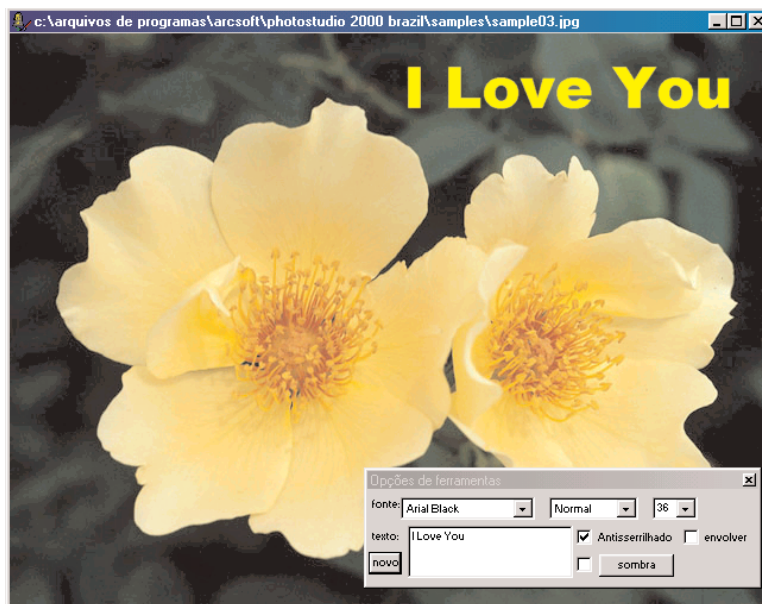 c:\arquivos de programas\arcsoft\photostudio 2000 brazil\samples\sample03.jpg
I Love You
Opções de ferramentas
fonte: Arial Black Normal 36
texto: I Love You Antisserrilhado envolver
novo sombra